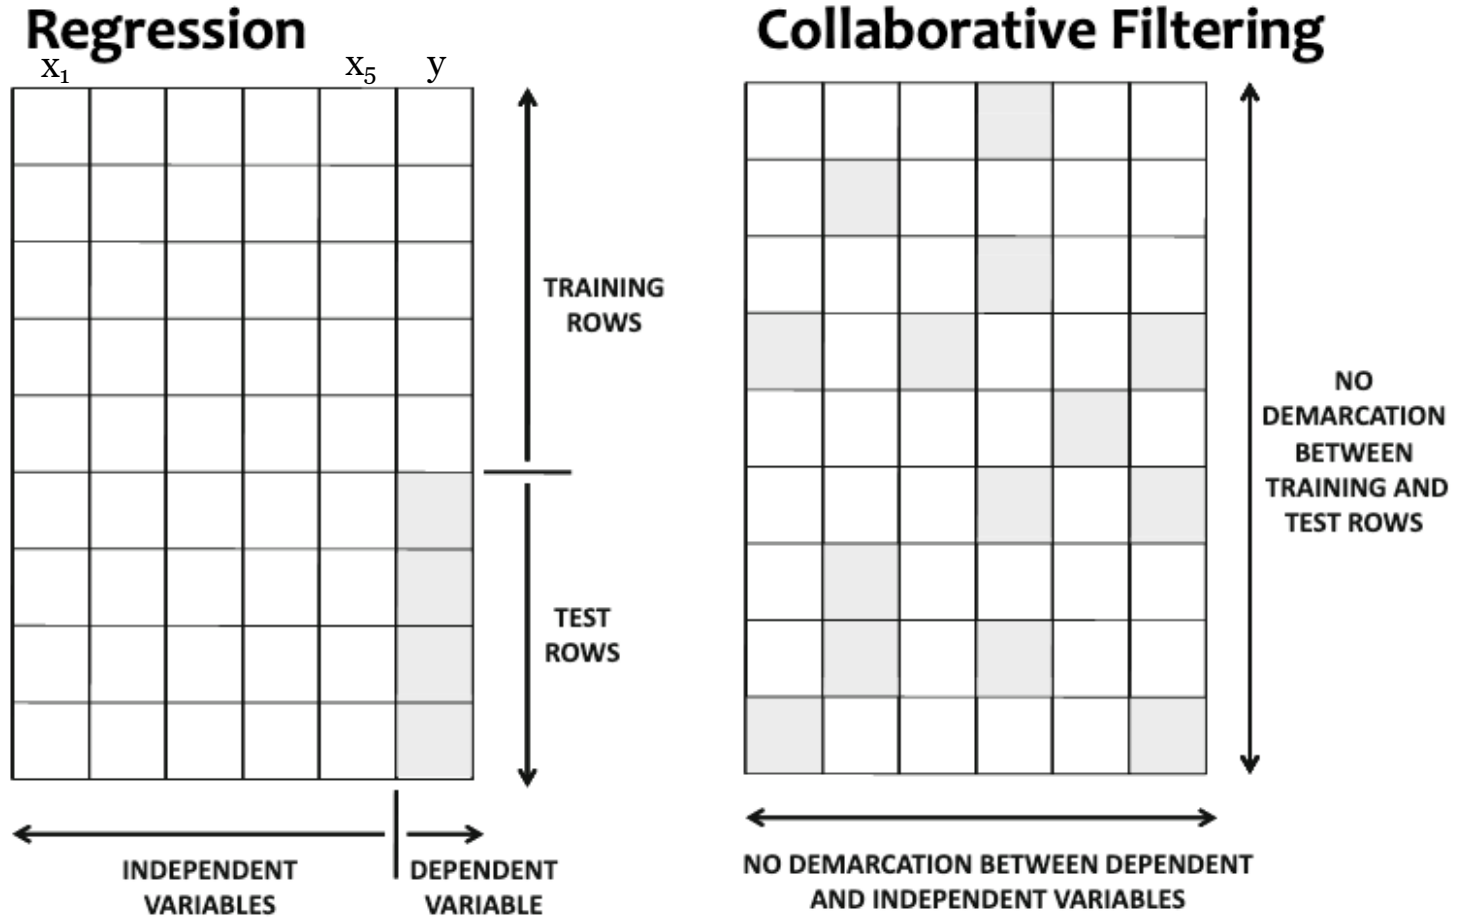 Regression
x₁ x₅ y
TRAINING
ROWS
TEST
ROWS
INDEPENDENT
VARIABLES
DEPENDENT
VARIABLE
Collaborative Filtering
NO
DEMARCATION
BETWEEN
TRAINING AND
TEST ROWS
NO DEMARCATION BETWEEN DEPENDENT
AND INDEPENDENT VARIABLES